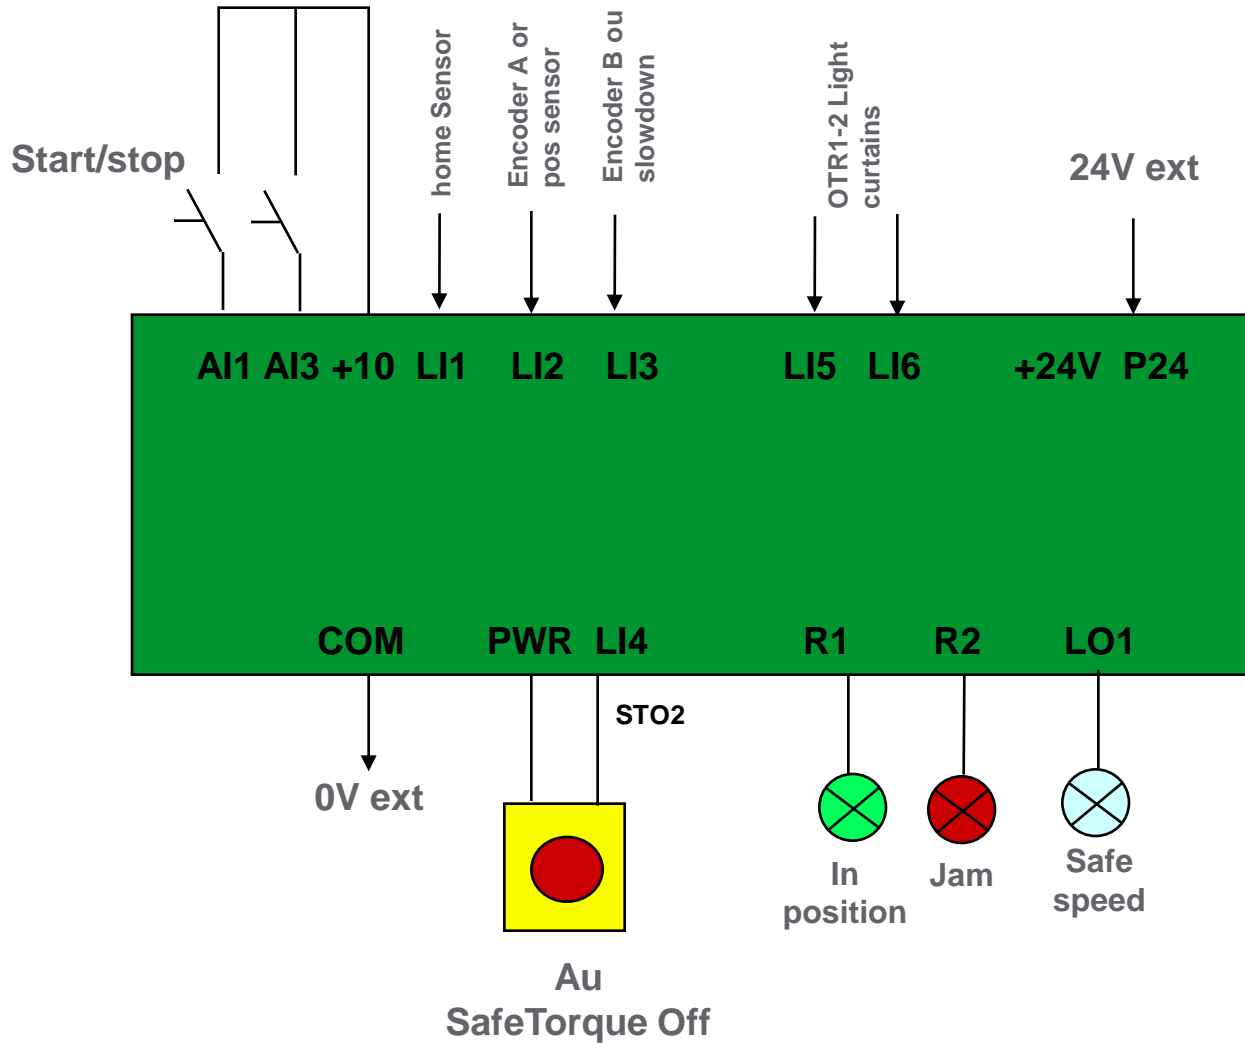 Start/stop
home Sensor
Encoder A or
pos sensor
Encoder B ou
slowdown
OTR1-2 Light
curtains
24V ext
AI1 AI3 +10 LI1 LI2 LI3 LI5 LI6 +24V P24
COM PWR LI4 R1 R2 LO1
STO2
0V ext
In
position
Jam
Safe
speed
Au
SafeTorque Off